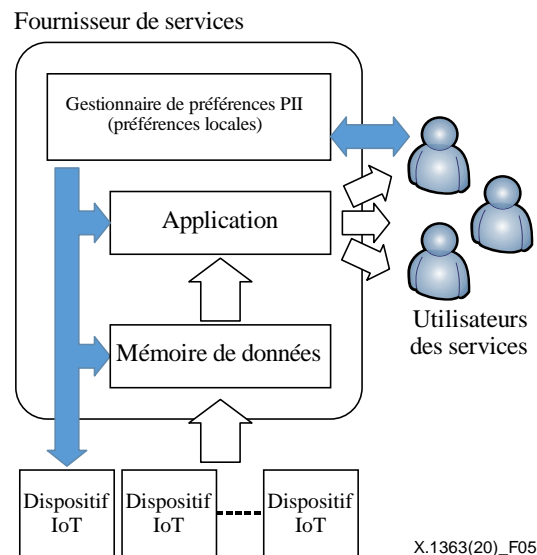 Fournisseur de services
Gestionnaire de préférences PII
(préférences locales)
Application
Mémoire de données
Utilisateurs
des services
Dispositif
IoT
Dispositif
IoT
Dispositif
IoT
X.1363(20)_F05